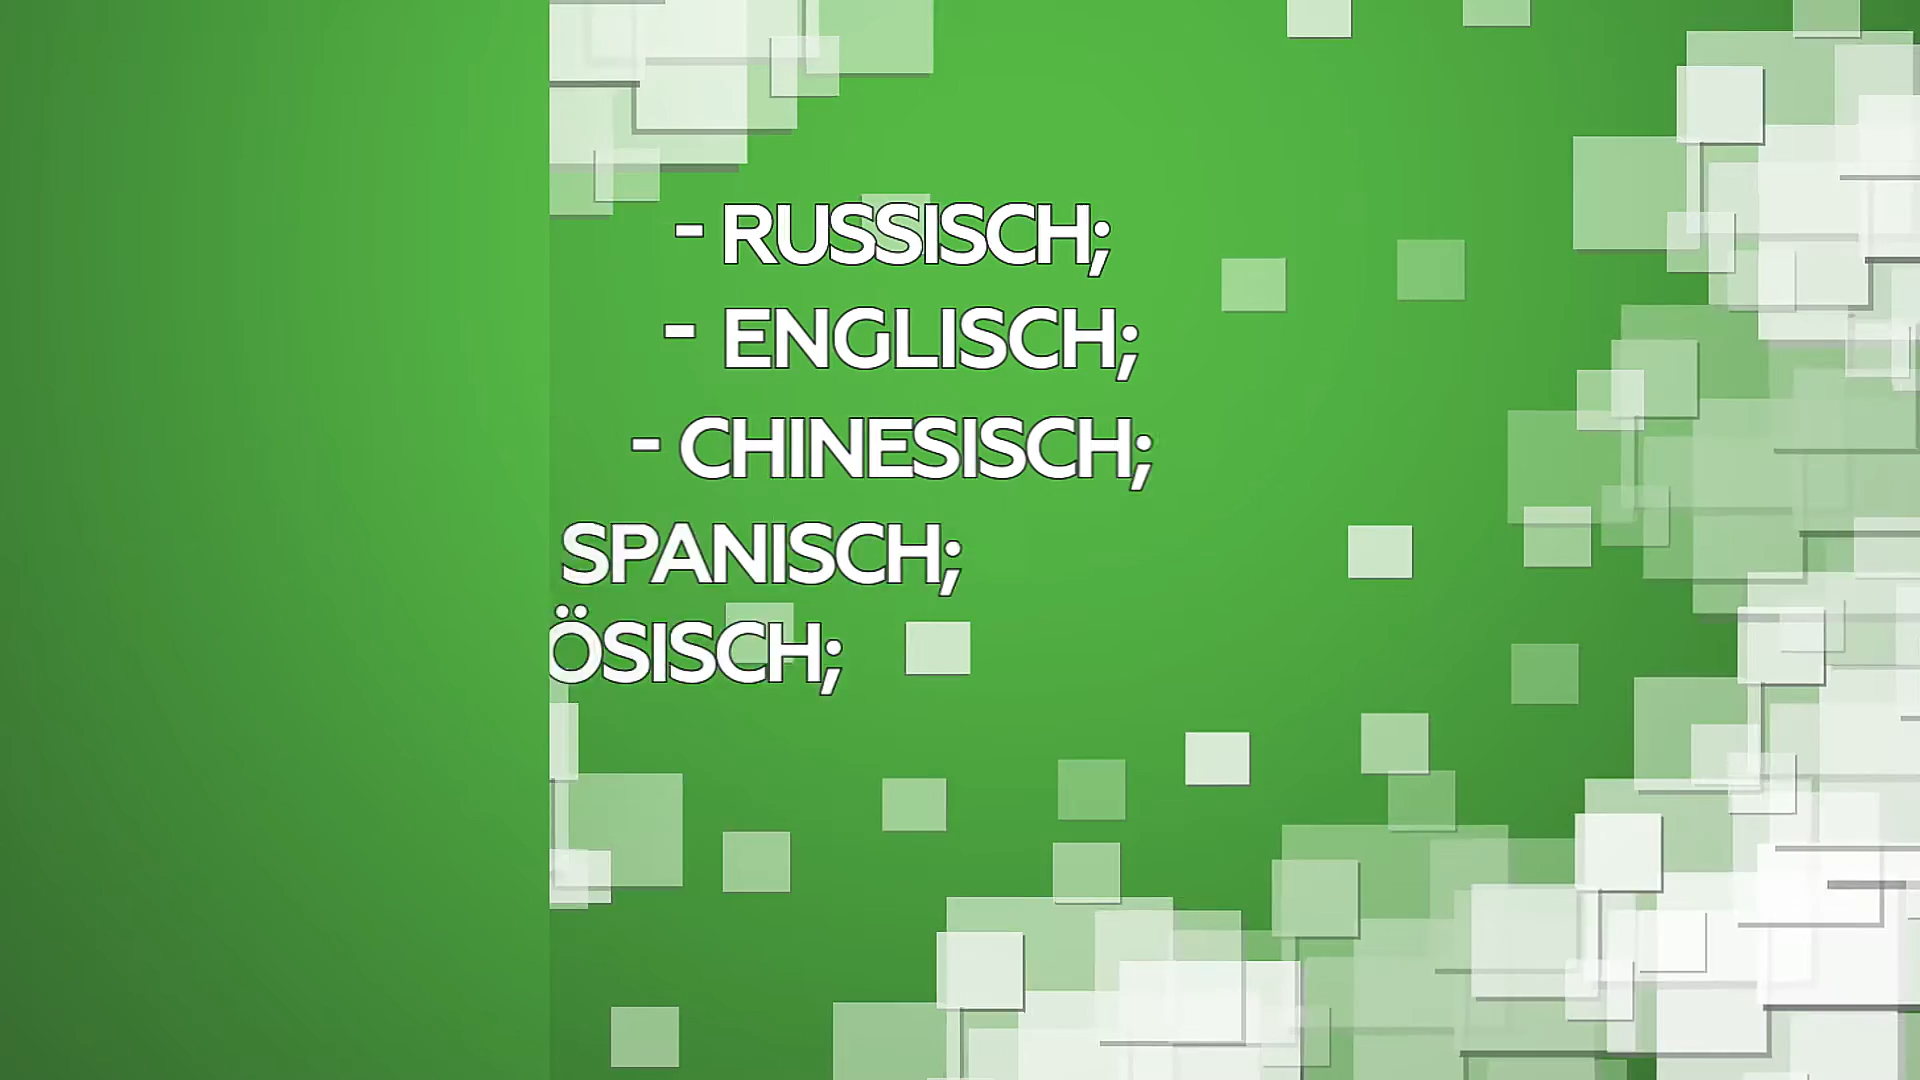 - RUSSISCH;
- ENGLISCH;
- CHINESISCH;
SPANISCH;
ÖSISCH;